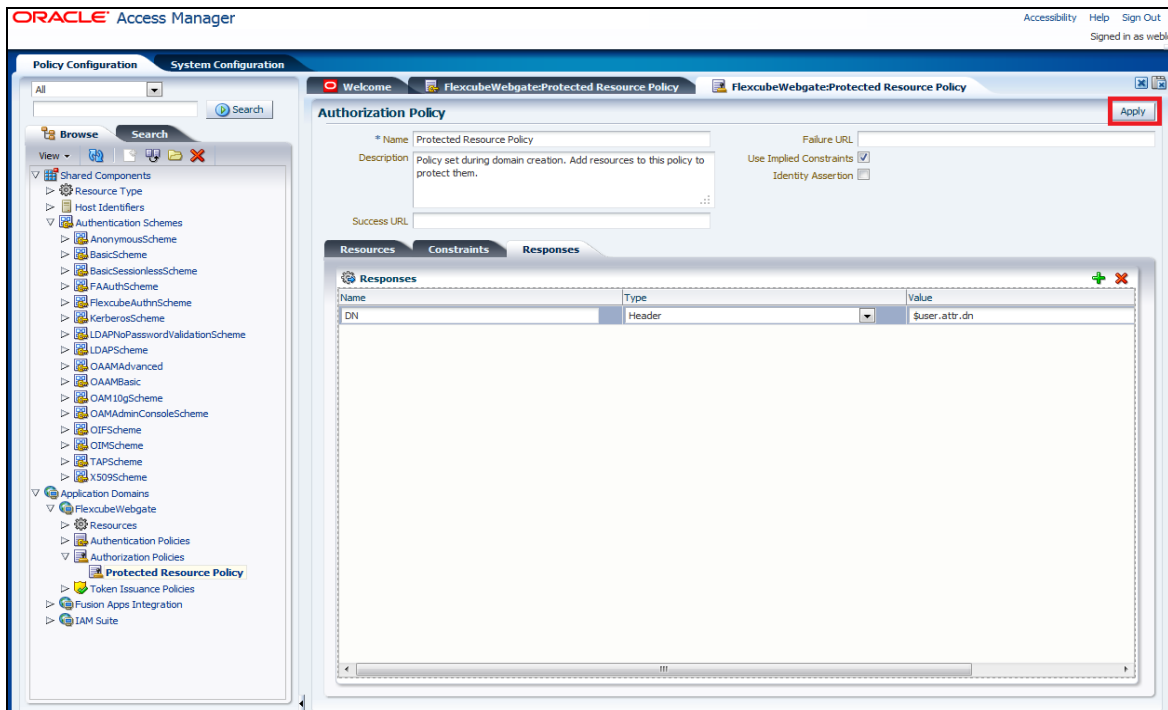 ORACLE Access Manager
Accessibility Help Sign Out
Signed in as webl
Policy Configuration System Configuration
All
Search
Browse Search
View
Shared Components
Resource Type
Host Identifiers
Authentication Schemes
AnonymousScheme
BasicScheme
BasicSessionlessScheme
FAAuthScheme
FlexcubeAuthnScheme
KerberosScheme
LDAPNoPasswordValidationScheme
LDAPScheme
OAAMAdvanced
OAAMBasic
OAM10gScheme
OAMAdminConsoleScheme
OIFScheme
OIMScheme
TAPScheme
X509Scheme
Application Domains
FlexcubeWebgate
Resources
Authentication Policies
Authorization Policies
Protected Resource Policy
Token Issuance Policies
Fusion Apps Integration
IAM Suite
Welcome FlexcubeWebgate:Protected Resource Policy FlexcubeWebgate:Protected Resource Policy
Authorization Policy Apply
* Name Protected Resource Policy
Description Policy set during domain creation. Add resources to this policy to
protect them.
Success URL
Failure URL
Use Implied Constraints
Identity Assertion
Resources Constraints Responses
Responses
Name Type Value
DN Header $user.attr.dn